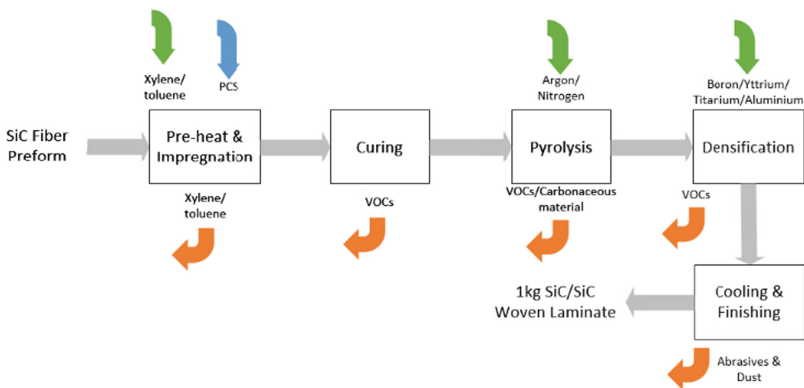 Xylene/
toluene
PCS
Argon/
Nitrogen
Boron/Yttrium/
Titarium/Aluminium
SiC Fiber
Preform
Pre-heat &
Impregnation
Curing
Pyrolysis
Densification
Xylene/
toluene
VOCs
VOCs/Carbonaceous
material
VOCs
1kg SiC/SiC
Woven Laminate
Cooling &
Finishing
Abrasives &
Dust